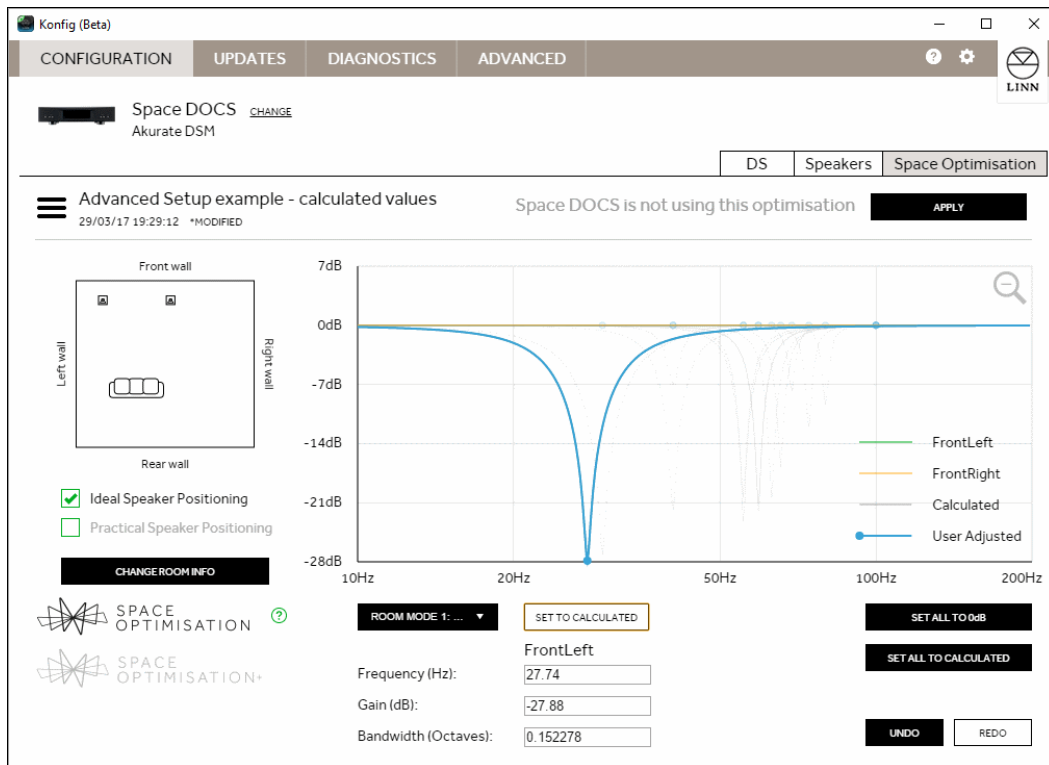 Konfig (Beta)
CONFIGURATION UPDATES DIAGNOSTICS ADVANCED
?
LINN
Space DOCS CHANGE
Akurate DSM
DS Speakers Space Optimisation
Advanced Setup example - calculated values
29/03/17 19:29:12 *MODIFIED
Space DOCS is not using this optimisation
APPLY
Front wall
Left wall
Right wall
Rear wall
Ideal Speaker Positioning
Practical Speaker Positioning
CHANGE ROOM INFO
SPACE
OPTIMISATION
?
SPACE
OPTIMISATION+
7dB
0dB
-7dB
-14dB
-21dB
-28dB
10Hz 20Hz 50Hz 100Hz 200Hz
FrontLeft
FrontRight
Calculated
User Adjusted
ROOM MODE 1: ...
SET TO CALCULATED
SET ALL TO 0dB
SET ALL TO CALCULATED
FrontLeft
Frequency (Hz): 27.74
Gain (dB): -27.88
Bandwidth (Octaves): 0.152278
UNDO REDO